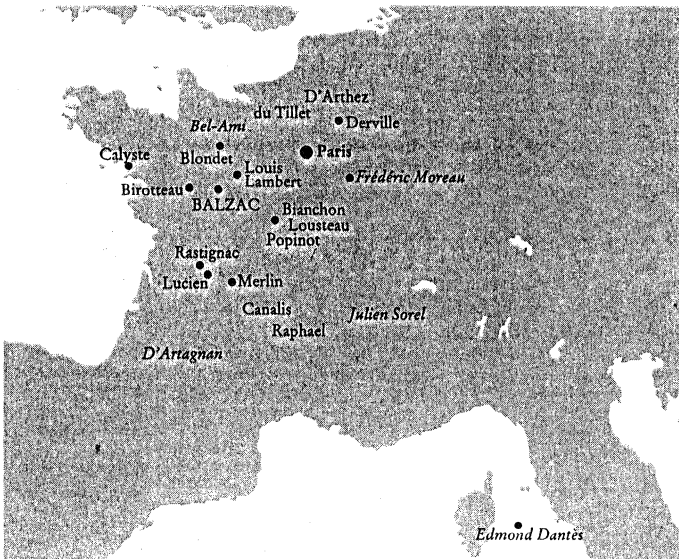 D'Arthez
du Tillet
Derville
Bel-Ami
Paris
Calyste
Blondet
Louis
Lambert
Frédéric Moreau
Birotteau
BALZAC
Bianchon
Lousteau
Popinot
Rastignac
Lucien
Merlin
Canalis
Julien Sorel
Raphael
D'Artagnan
Edmond Dantès